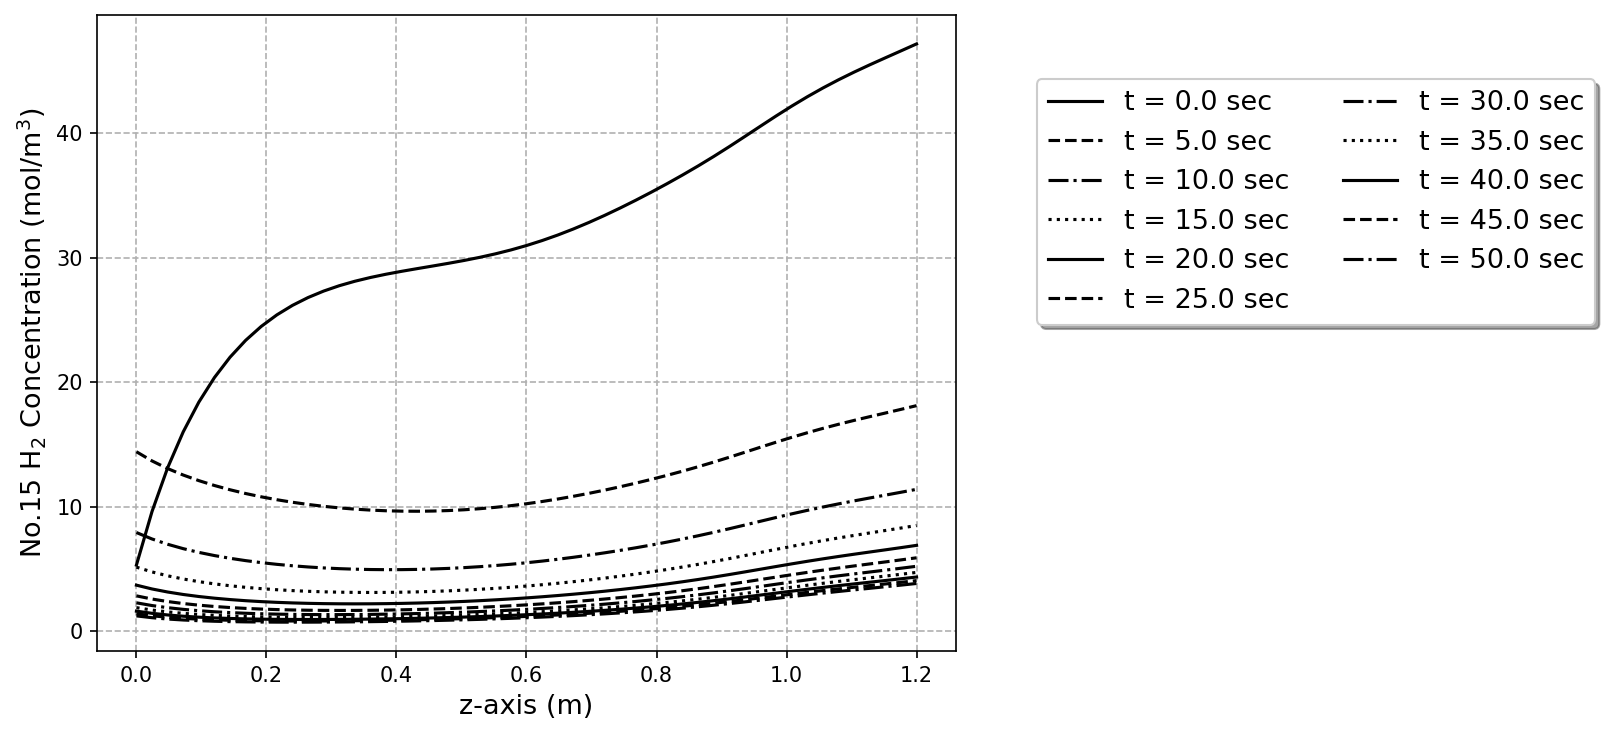 No.15 H₂ Concentration (mol/m³)
40
30
20
10
0
0.0 0.2 0.4 0.6 0.8 1.0 1.2
z-axis (m)
t = 0.0 sec
t = 5.0 sec
t = 10.0 sec
t = 15.0 sec
t = 20.0 sec
t = 25.0 sec
t = 30.0 sec
t = 35.0 sec
t = 40.0 sec
t = 45.0 sec
t = 50.0 sec